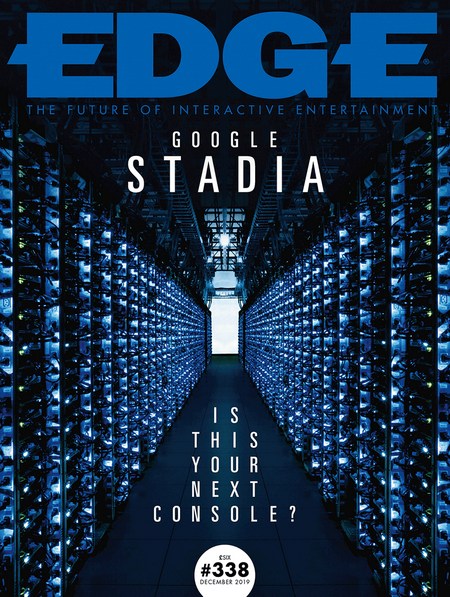 EDGE
THE FUTURE OF INTERACTIVE ENTERTAINMENT
GOOGLE
STADIA
IS
THIS
YOUR
NEXT
CONSOLE?
£SIX
#338
DECEMBER 2019